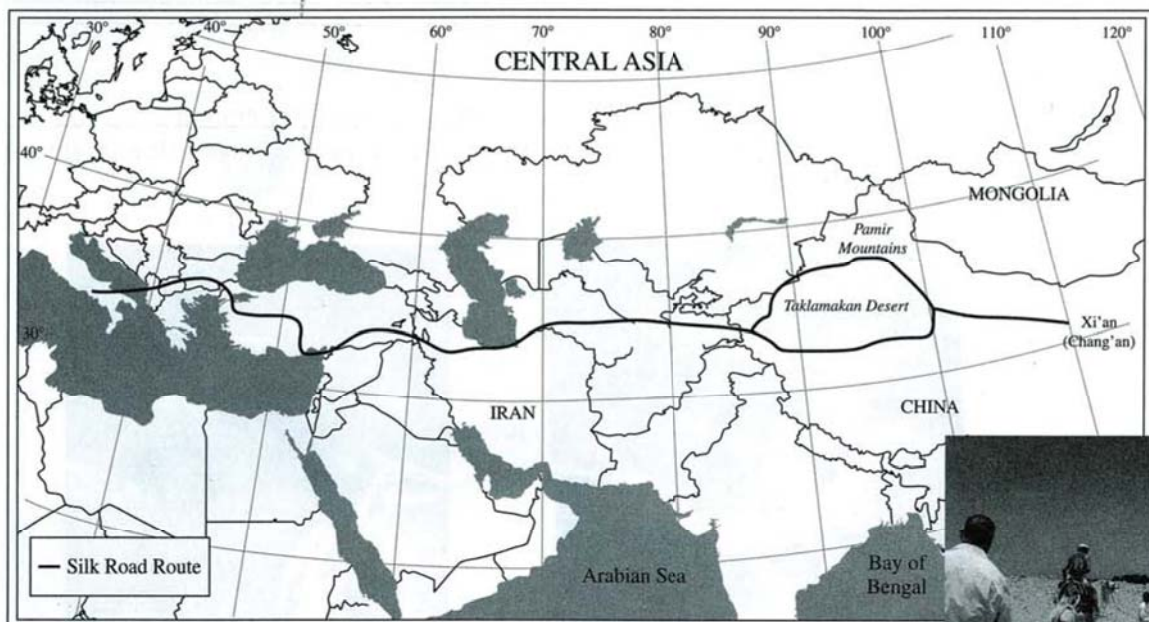 30°
40°
50°
60°
70°
80°
90°
100°
110°
120°
CENTRAL ASIA
40°
MONGOLIA
Pamir
Mountains
Taklamakan Desert
30°
Xi'an
(Chang'an)
IRAN
CHINA
Silk Road Route
Arabian Sea
Bay of
Bengal